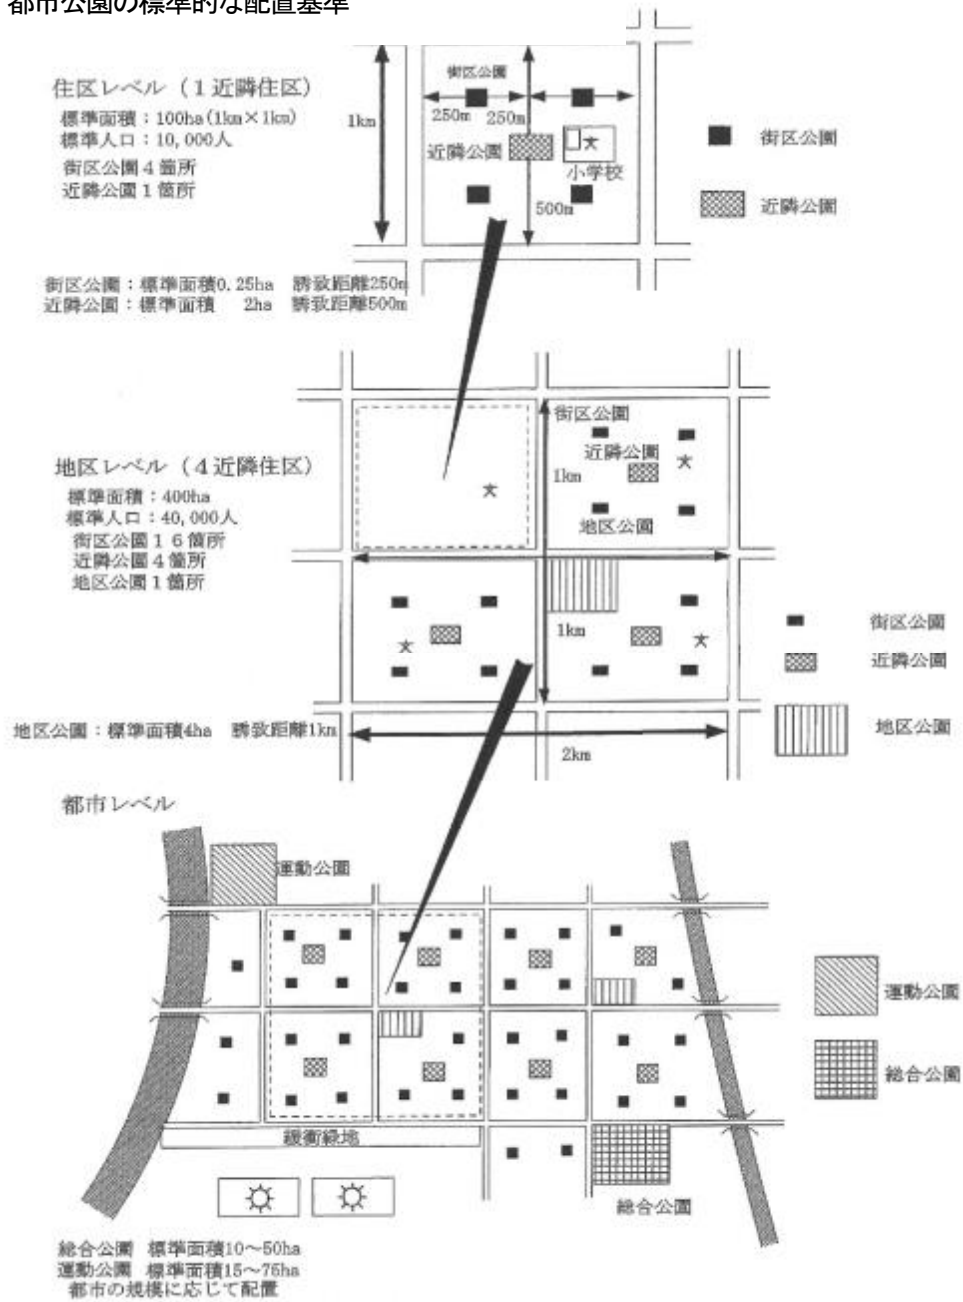 都市公園の標準的な配置基準
住区レベル（1近隣住区）
標準面積：100ha(1km×1km)
標準人口：10,000人
街区公園４箇所
近隣公園１箇所
1km
街区公園
250m
250m
近隣公園
小学校
500m
街区公園
近隣公園
街区公園：標準面積0.25ha 誘致距離250m
近隣公園：標準面積 2ha 誘致距離500m
地区レベル（４近隣住区）
標準面積：400ha
標準人口：40,000人
街区公園１６箇所
近隣公園４箇所
地区公園１箇所
街区公園
近隣公園
1km
地区公園
1km
街区公園
近隣公園
地区公園
地区公園：標準面積4ha 誘致距離1km
2km
都市レベル
運動公園
運動公園
総合公園
緩衝緑地
総合公園
総合公園 標準面積10～50ha
運動公園 標準面積15～75ha
都市の規模に応じて配置